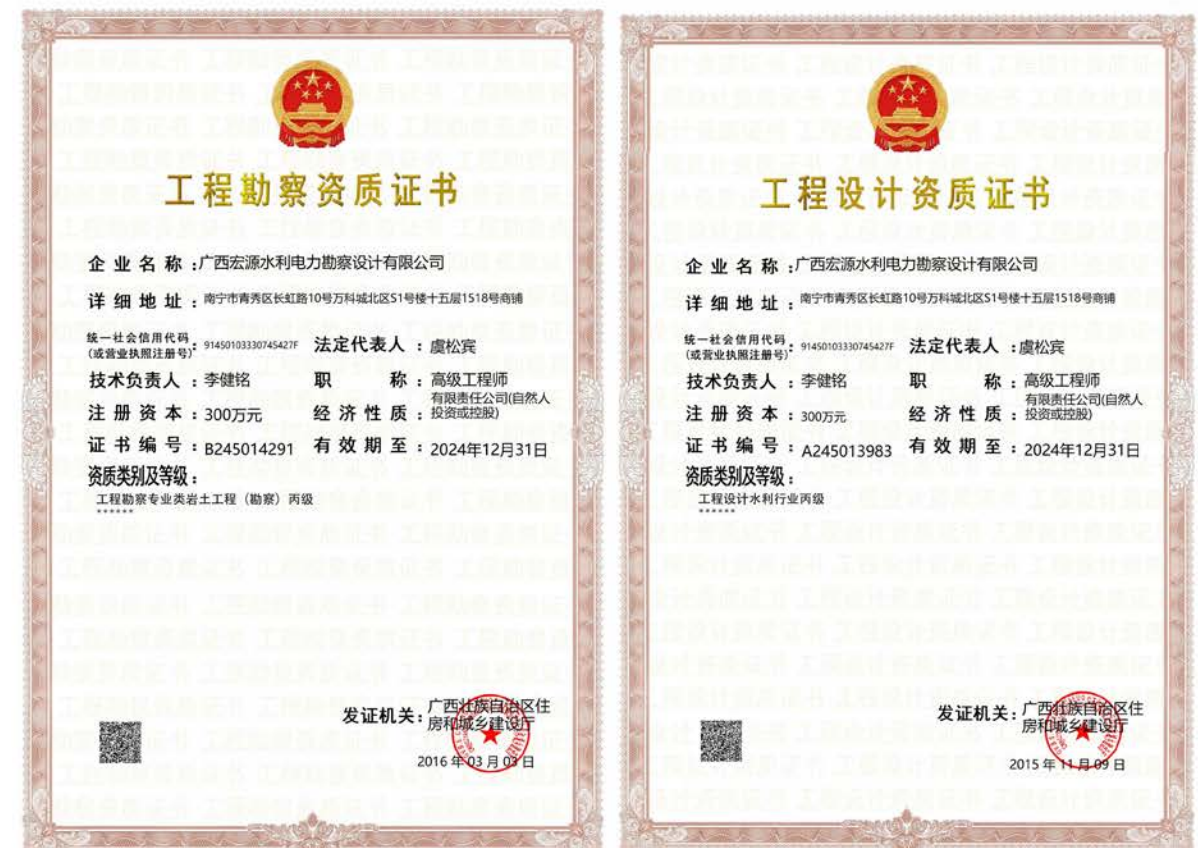 工程勘察资质证书
企业名称：广西宏源水利电力勘察设计有限公司
详细地址：南宁市青秀区长虹路10号万科城北区S1号楼十五层1518号商铺
统一社会信用代码
(或营业执照注册号)：91450103330745427F 法定代表人：虞松宾
技术负责人：李健铭 职称：高级工程师
注册资本：300万元 经济性质：有限责任公司(自然人
投资或控股)
证书编号：B245014291 有效期至：2024年12月31日
资质类别及等级：
工程勘察专业类岩土工程（勘察）丙级
******
发证机关：广西壮族自治区住
房和城乡建设厅
2016年03月03日
工程设计资质证书
企业名称：广西宏源水利电力勘察设计有限公司
详细地址：南宁市青秀区长虹路10号万科城北区S1号楼十五层1518号商铺
统一社会信用代码
(或营业执照注册号)：91450103330745427F 法定代表人：虞松宾
技术负责人：李健铭 职称：高级工程师
注册资本：300万元 经济性质：有限责任公司(自然人
投资或控股)
证书编号：A245013983 有效期至：2024年12月31日
资质类别及等级：
工程设计水利行业丙级
******
发证机关：广西壮族自治区住
房和城乡建设厅
2015年11月09日